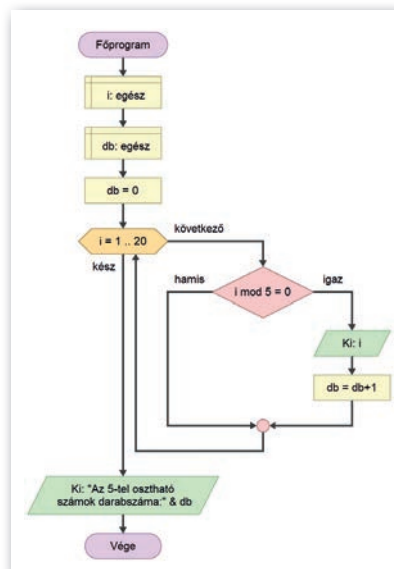 Főprogram
i: egész
db: egész
db = 0
i = 1 .. 20
következő
kész
hamis
i mod 5 = 0
igaz
Ki: i
db = db+1
Ki: "Az 5-tel osztható
számok darabszáma:" & db
Vége